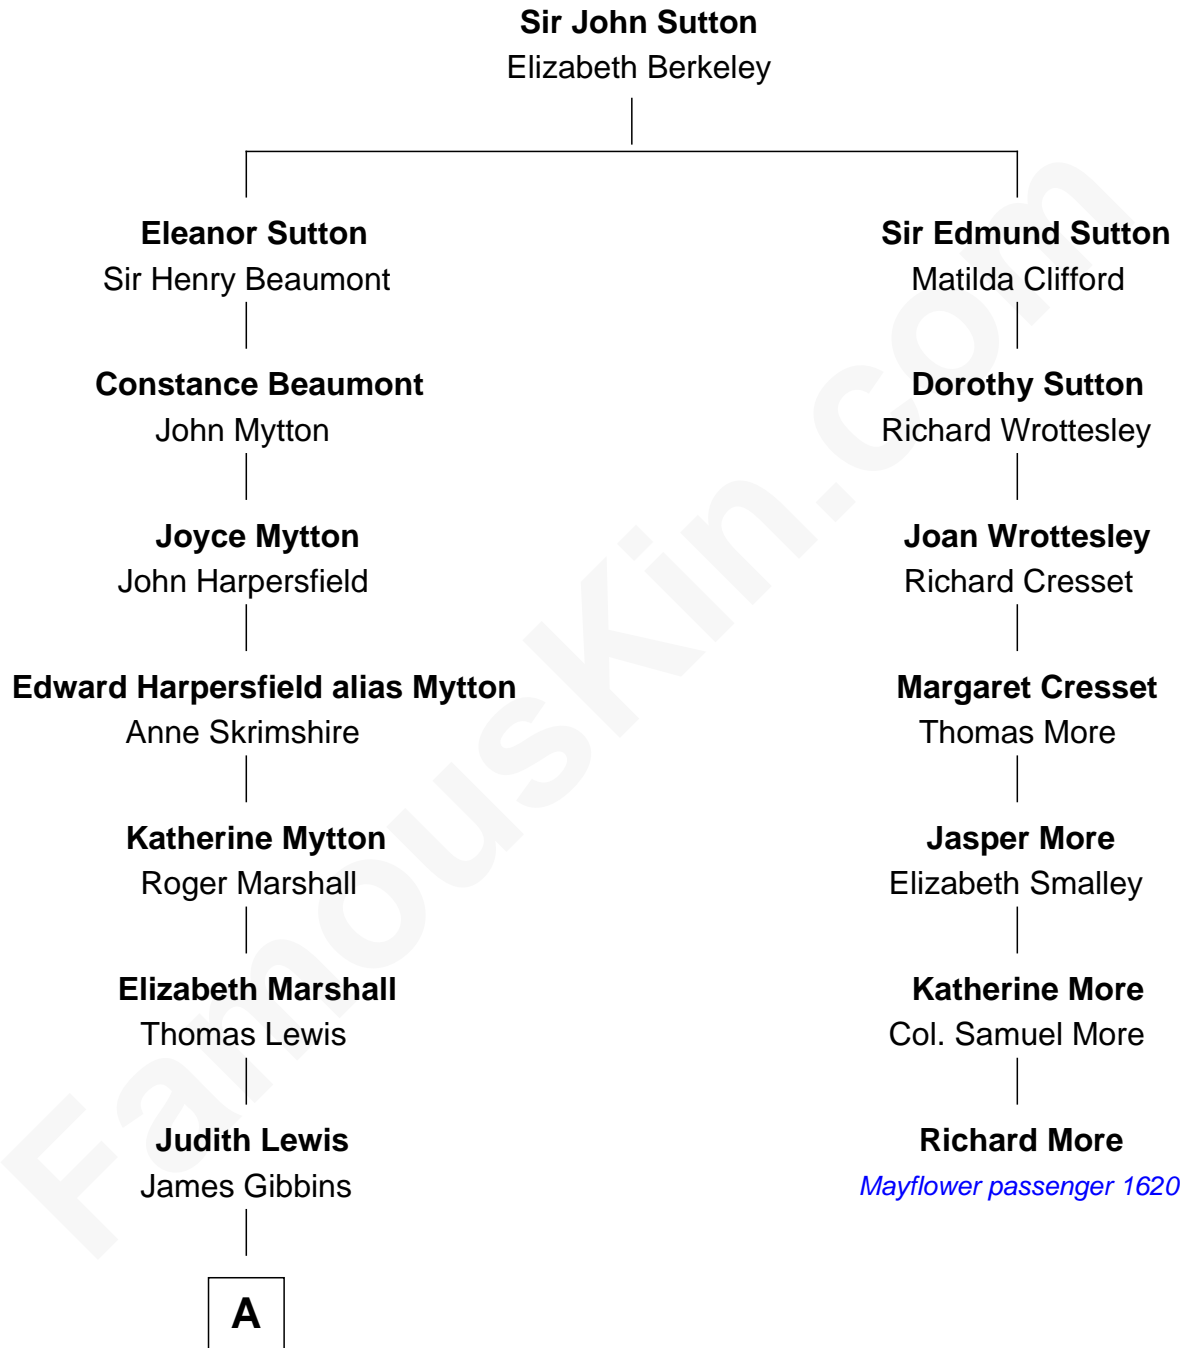 Sir John Sutton
Elizabeth Berkeley
Eleanor Sutton
Sir Henry Beaumont
Sir Edmund Sutton
Matilda Clifford
Constance Beaumont
John Mytton
Dorothy Sutton
Richard Wrottesley
Joyce Mytton
John Harpersfield
Joan Wrottesley
Richard Cresset
Edward Harpersfield alias Mytton
Anne Skrimshire
Margaret Cresset
Thomas More
Katherine Mytton
Roger Marshall
Jasper More
Elizabeth Smalley
Elizabeth Marshall
Thomas Lewis
Katherine More
Col. Samuel More
Judith Lewis
James Gibbins
Richard More
Mayflower passenger 1620
A
FamousKin.com